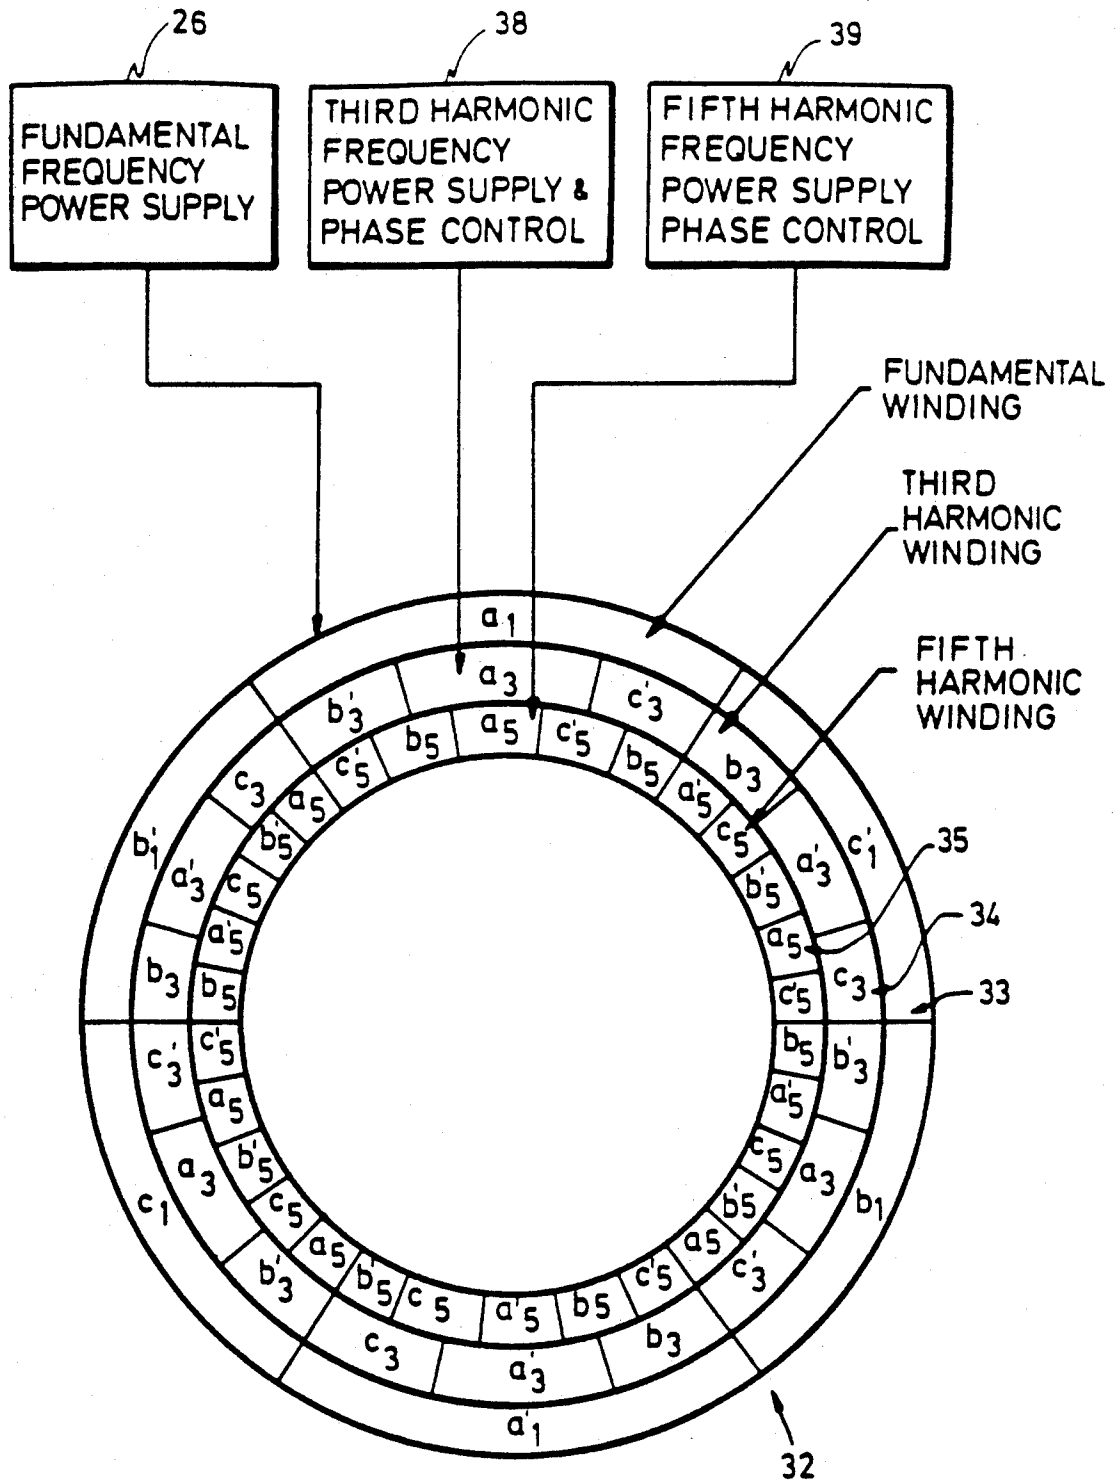 26
38
39
FUNDAMENTAL
FREQUENCY
POWER SUPPLY
THIRD HARMONIC
FREQUENCY
POWER SUPPLY &
PHASE CONTROL
FIFTH HARMONIC
FREQUENCY
POWER SUPPLY
PHASE CONTROL
FUNDAMENTAL
WINDING
THIRD
HARMONIC
WINDING
FIFTH
HARMONIC
WINDING
35
34
33
32
a1
c'1
b1
a'1
c1
b'1
a3
c'3
b3
a'3
c3
b'3
a3
c'3
b3
a'3
c3
b'3
a3
c3'
b3
a'3
c3
b'3
a5
c'5
b5
a'5
c5
b'5
a5
c'5
b5
a'5
c5
b'5
a5
c'5
b5
a'5
c5
b'5
a5
c5
b'5
a5
c'5
b5
a'5
c5
b'5
a5
c'5
b5